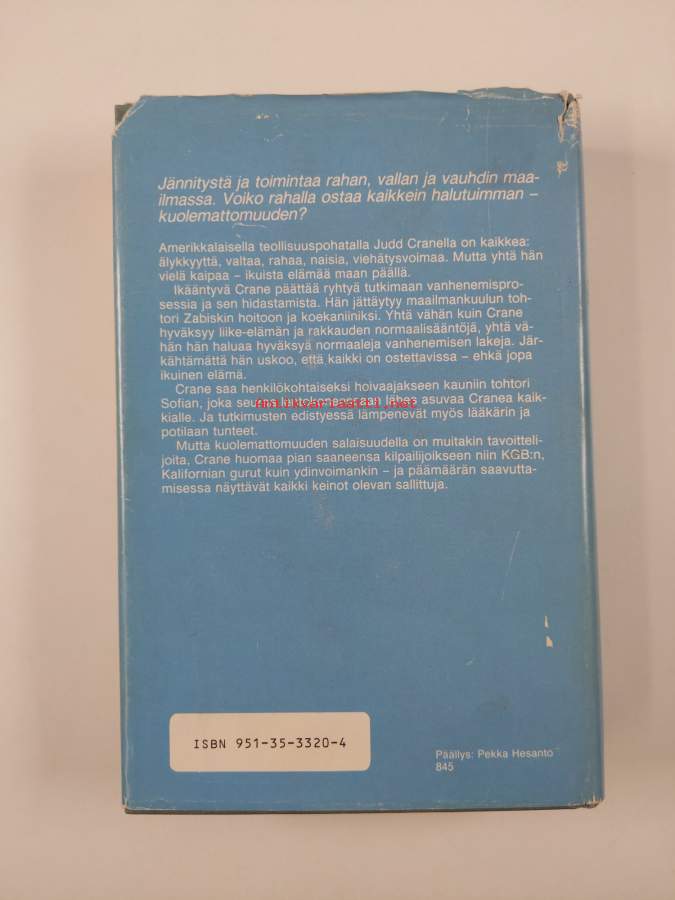 Jännitystä ja toimintaa rahan, vallan ja vauhdin maa-
ilmassa. Voiko rahalla ostaa kaikkein halutuimman –
kuolemattomuuden?
Amerikkalaisella teollisuuspohatalla Judd Cranella on kaikkea:
älykkyyttä, valtaa, rahaa, naisia, viehätysvoimaa. Mutta yhtä hän
vielä kaipaa – ikuista elämää maan päällä.
Ikääntyvä Crane päättää ryhtyä tutkimaan vanhenemispro-
sessia ja sen hidastamista. Hän jättäytyy maailmankuulun toh-
tori Zabiskin hoitoon ja koekaniiniksi. Yhtä vähän kuin Crane
hyväksyy liike-elämän ja rakkauden normaalisääntöjä, yhtä vä-
hän hän haluaa hyväksyä normaaleja vanhenemisen lakeja. Jär-
kähtämättä hän uskoo, että kaikki on ostettavissa – ehkä jopa
ikuinen elämä.
Crane saa henkilökohtaiseksi hoivaajakseen kauniin tohtori
Sofian, joka seuraa lentokoneessaan lähes asuvaa Cranea kaik-
antikvariaatti.net
kialle. Ja tutkimusten edistyessä lämpenevät myös lääkärin ja
potilaan tunteet.
Mutta kuolemattomuuden salaisuudella on muitakin tavoitteli-
joita, Crane huomaa pian saaneensa kilpailijoikseen niin KGB:n,
Kalifornian gurut kuin ydinvoimankin – ja päämäärän saavutta-
misessa näyttävät kaikki keinot olevan sallittuja.
ISBN 951-35-3320-4
Päällys: Pekka Hesanto
845